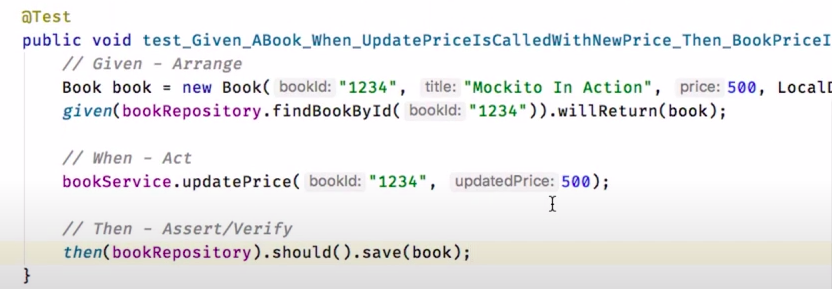 @Test
public void test_Given_ABook_When_UpdatePriceIsCalledWithNewPrice_Then_BookPriceI
// Given - Arrange
Book book = new Book( bookId: "1234", title: "Mockito In Action", price: 500, LocalD
given(bookRepository.findBookById( bookId: "1234")).willReturn(book);
// When - Act
bookService.updatePrice( bookId: "1234", updatedPrice: 500);
// Then - Assert/Verify
then(bookRepository).should().save(book);
}